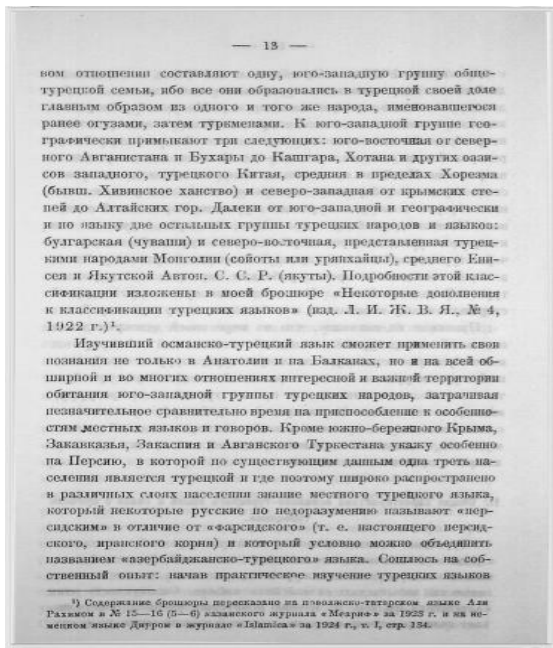 — 13 —
вом отношении составляют одну, юго-западную группу обще-
турецкой семьи, ибо все они образовались в турецкой своей доле
главным образом из одного и того же народа, именовавшегося
ранее огузами, затем туркменами. К юго-западной группе гео-
графически примыкают три следующих: юго-восточная от север-
ного Авганистана и Бухары до Кашгара, Хотана и других оази-
сов западного, турецкого Китая, средняя в пределах Хорезма
(бывш. Хивинское ханство) и северо-западная от крымских сте-
пей до Алтайских гор. Далеки от юго-западной и географически
и по языку две остальных группы турецких народов и языков:
булгарская (чуваши) и северо-восточная, представленная турец-
кими народами Монголии (сойоты или урянхайцы), среднего Ени-
сея и Якутской Автон. С. С. Р. (якуты). Подробности этой клас-
сификации изложены в моей брошюре «Некоторые дополнения
к классификации турецких языков» (изд. Л. И. Ж. В. Я., № 4,
1922 г.)¹.
Изучивший османско-турецкий язык сможет применить свои
познания не только в Анатолии и на Балканах, но и на всей об-
ширной и во многих отношениях интересной и важной территории
обитания юго-западной группы турецких народов, затрачивая
незначительное сравнительно время на приспособление к особенно-
стям местных языков и говоров. Кроме южно-бережного Крыма,
Закавказья, Закаспия и Авганского Туркестана укажу особенно
на Персию, в которой по существующим данным одна треть на-
селения является турецкой и где поэтому широко распространено
в различных слоях населения знание местного турецкого языка,
который некоторые русские по недоразумению называют «пер-
сидским» в отличие от «фарсидского» (т. е. настоящего персид-
ского, иранского корня) и который условно можно объединить
названием «азербайджанско-турецкого» языка. Сошлюсь на соб-
ственный опыт: начав практическое изучение турецких языков
¹) Содержание брошюры пересказано на поволжско-татарском языке Али
Рахимом в № 15—16 (5—6) казанского журнала «Мәгриф» за 1923 г. и на не-
мецком языке Дирром в журнале «Islamica» за 1924 г., т. I, стр. 134.